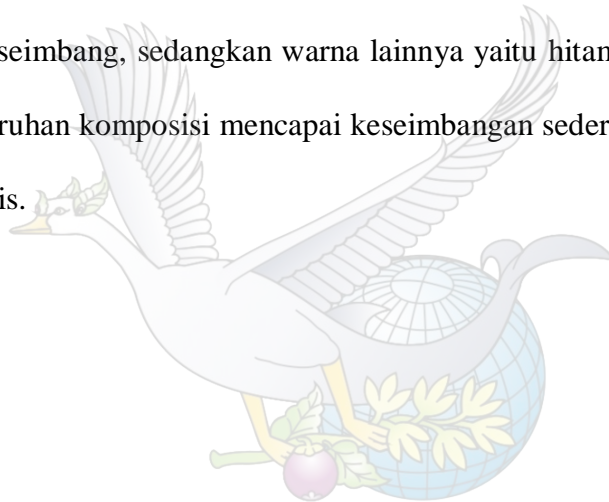 seimbang, sedangkan warna lainnya yaitu hitam
ruhan komposisi mencapai keseimbangan seder
is.